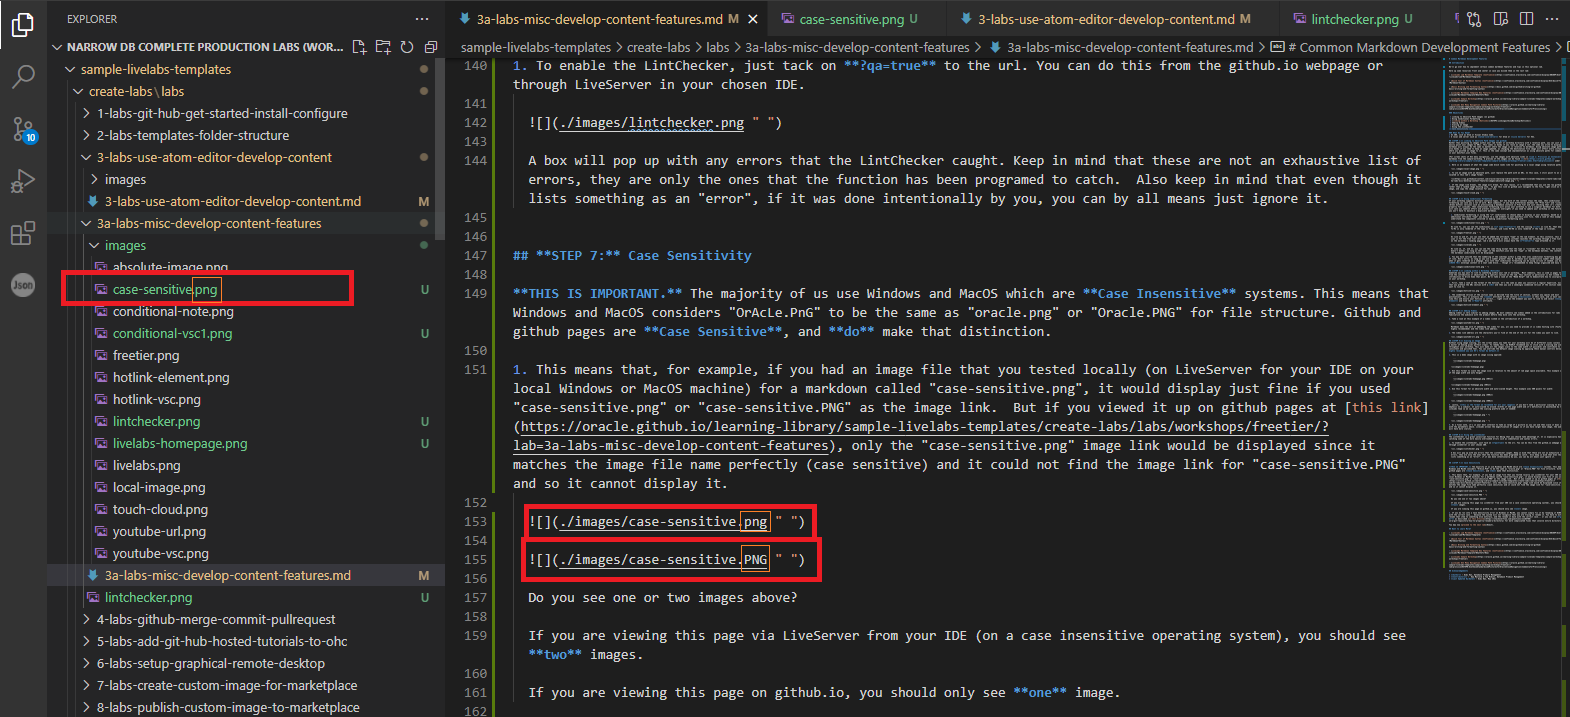 EXPLORER
NARROW DB COMPLETE PRODUCTION LABS (WOR...
sample-livelabs-templates
create-labs\labs
1-labs-git-hub-get-started-install-configure
2-labs-templates-folder-structure
3-labs-use-atom-editor-develop-content
images
3-labs-use-atom-editor-develop-content.md M
3a-labs-misc-develop-content-features
images
absolute-image.png
case-sensitive.png U
conditional-note.png
conditional-vsc1.png U
freetier.png
hotlink-element.png
hotlink-vsc.png
lintchecker.png U
livelabs-homepage.png U
livelabs.png
local-image.png
touch-cloud.png
youtube-url.png
youtube-vsc.png
3a-labs-misc-develop-content-features.md M
lintchecker.png U
4-labs-github-merge-commit-pullrequest
5-labs-add-git-hub-hosted-tutorials-to-ohc
6-labs-setup-graphical-remote-desktop
7-labs-create-custom-image-for-marketplace
8-labs-publish-custom-image-to-marketplace
10
Json
3a-labs-misc-develop-content-features.md M
case-sensitive.png U
3-labs-use-atom-editor-develop-content.md M
lintchecker.png U
sample-livelabs-templates > create-labs > labs > 3a-labs-misc-develop-content-features > 3a-labs-misc-develop-content-features.md > # Common Markdown Development Features >
140 1. To enable the LintChecker, just tack on **?qa=true** to the url. You can do this from the github.io webpage or
through LiveServer in your chosen IDE.
141
142 ![](./images/lintchecker.png " ")
143
144 A box will pop up with any errors that the LintChecker caught. Keep in mind that these are not an exhaustive list of
errors, they are only the ones that the function has been programed to catch.  Also keep in mind that even though it
lists something as an "error", if it was done intentionally by you, you can by all means just ignore it.
145
146
147 ## **STEP 7:** Case Sensitivity
148
149 **THIS IS IMPORTANT.** The majority of us use Windows and MacOS which are **Case Insensitive** systems. This means that
Windows and MacOS considers "OrAcLe.PnG" to be the same as "oracle.png" or "Oracle.PNG" for file structure. Github and
github pages are **Case Sensitive**, and **do** make that distinction.
150
151 1. This means that, for example, if you had an image file that you tested locally (on LiveServer for your IDE on your
local Windows or MacOS machine) for a markdown called "case-sensitive.png", it would display just fine if you used
"case-sensitive.png" or "case-sensitive.PNG" as the image link.  But if you viewed it up on github pages at [this link]
(https://oracle.github.io/learning-library/sample-livelabs-templates/create-labs/labs/workshops/freetier/?
lab=3a-labs-misc-develop-content-features), only the "case-sensitive.png" image link would be displayed since it
matches the image file name perfectly (case sensitive) and it could not find the image link for "case-sensitive.PNG"
and so it cannot display it.
152
153 ![](./images/case-sensitive.png " ")
154
155 ![](./images/case-sensitive.PNG " ")
156
157 Do you see one or two images above?
158
159 If you are viewing this page via LiveServer from your IDE (on a case insensitive operating system), you should see
**two** images.
160
161 If you are viewing this page on github.io, you should only see **one** image.
162